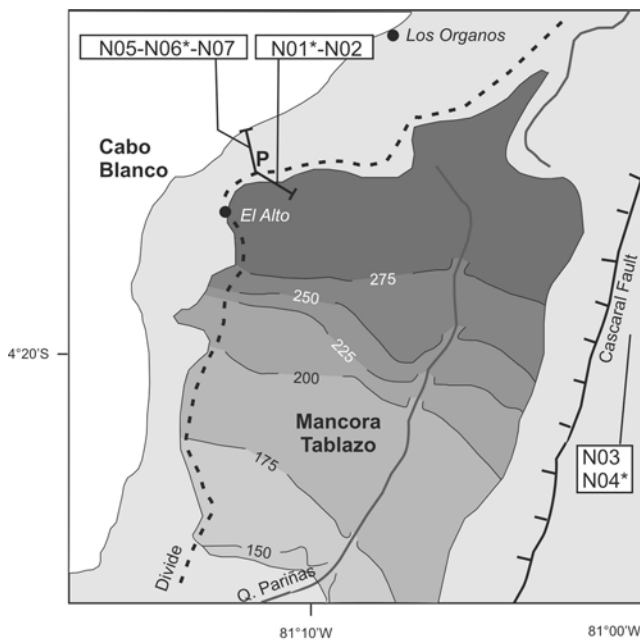 N05-N06*-N07
N01*-N02
Los Organos
Cabo
Blanco
P
El Alto
275
250
225
200
Mancora
Tablazo
175
150
Divide
Q. Pariñas
Cascaral Fault
N03
N04*
4°20'S
81°10'W
81°00'W